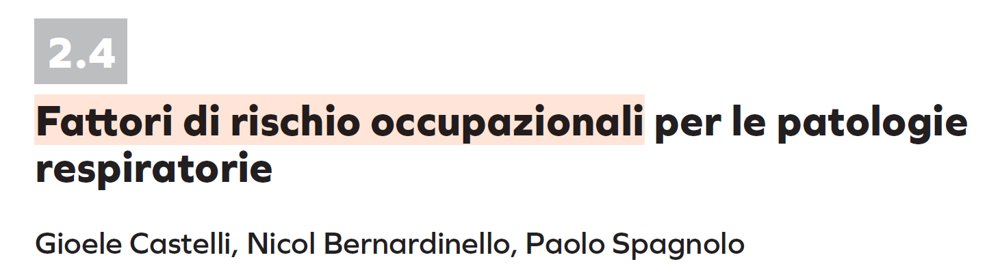 2.4
Fattori di rischio occupazionali per le patologie
respiratorie
Gioele Castelli, Nicol Bernardinello, Paolo Spagnolo